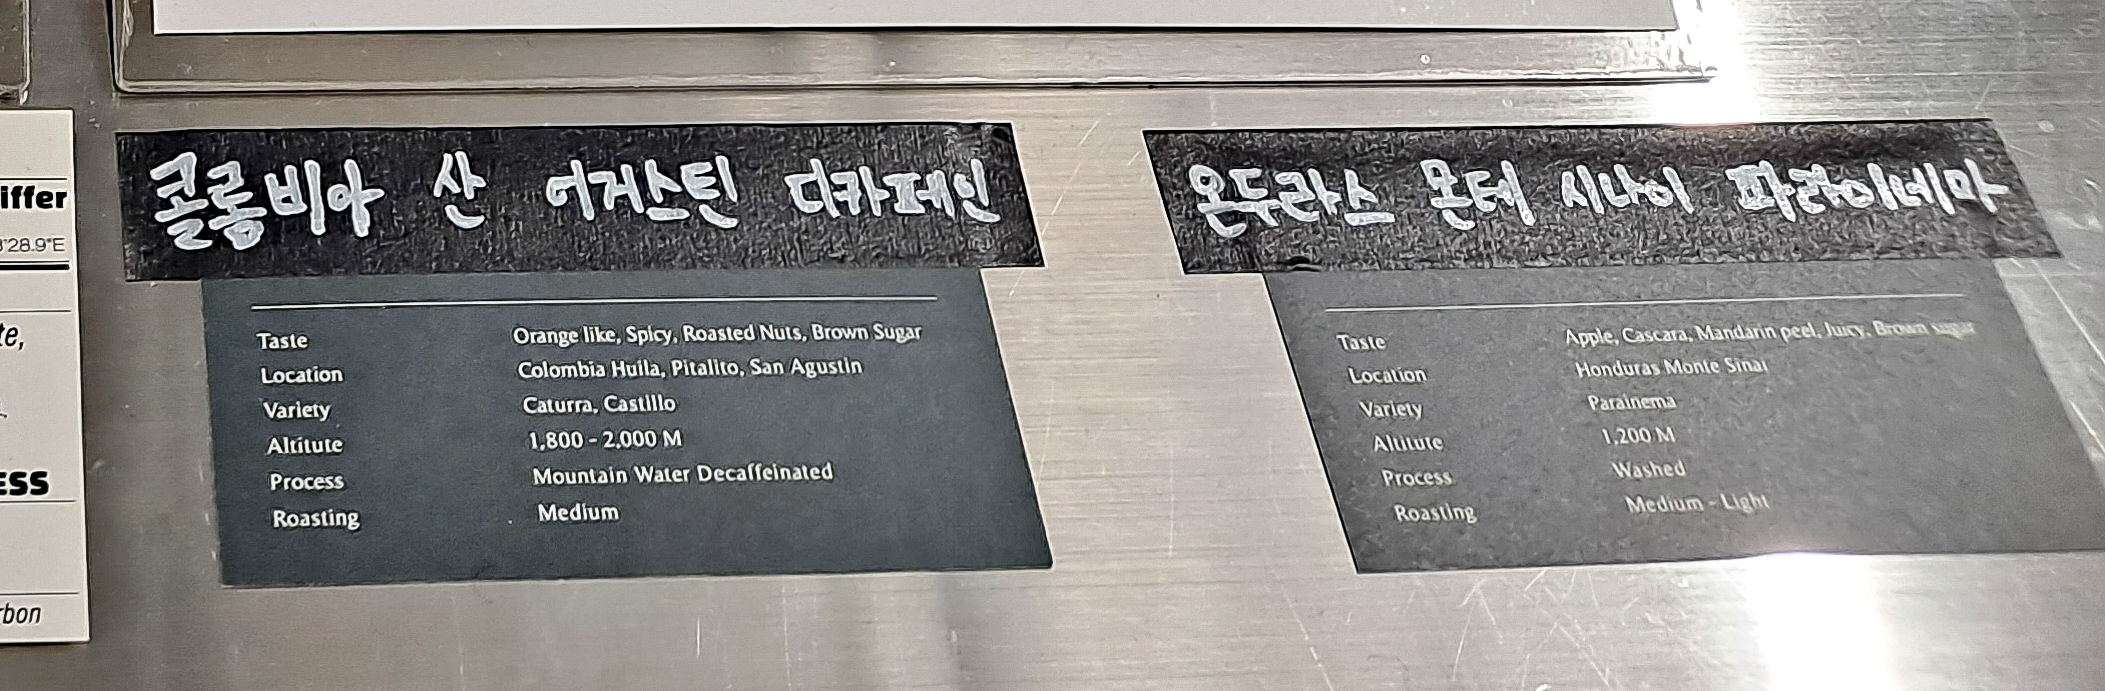 iffer
3'28.9"E
te,
ESS
rbon
콜롬비아 산 어거스틴 디카페인
Taste Orange like, Spicy, Roasted Nuts, Brown Sugar
Location Colombia Huila, Pitalito, San Agustin
Variety Caturra, Castillo
Altitute 1,800 - 2,000 M
Process Mountain Water Decaffeinated
Roasting Medium
온두라스 몬테 시나이 파라이네마
Taste Apple, Cascara, Mandarin peel, Juicy, Brown sugar
Location Honduras Monte Sinai
Variety Parainema
Altitute 1,200 M
Process Washed
Roasting Medium - Light